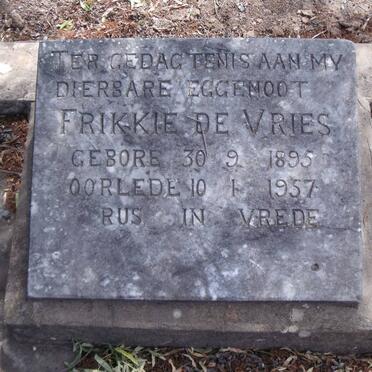 TER GEDAGTENIS AAN MY
DIERBARE EGGENOOT
FRIKKIE DE VRIES
GEBORE 30 9 1895
OORLEDE 10 1 1957
RUS IN VREDE